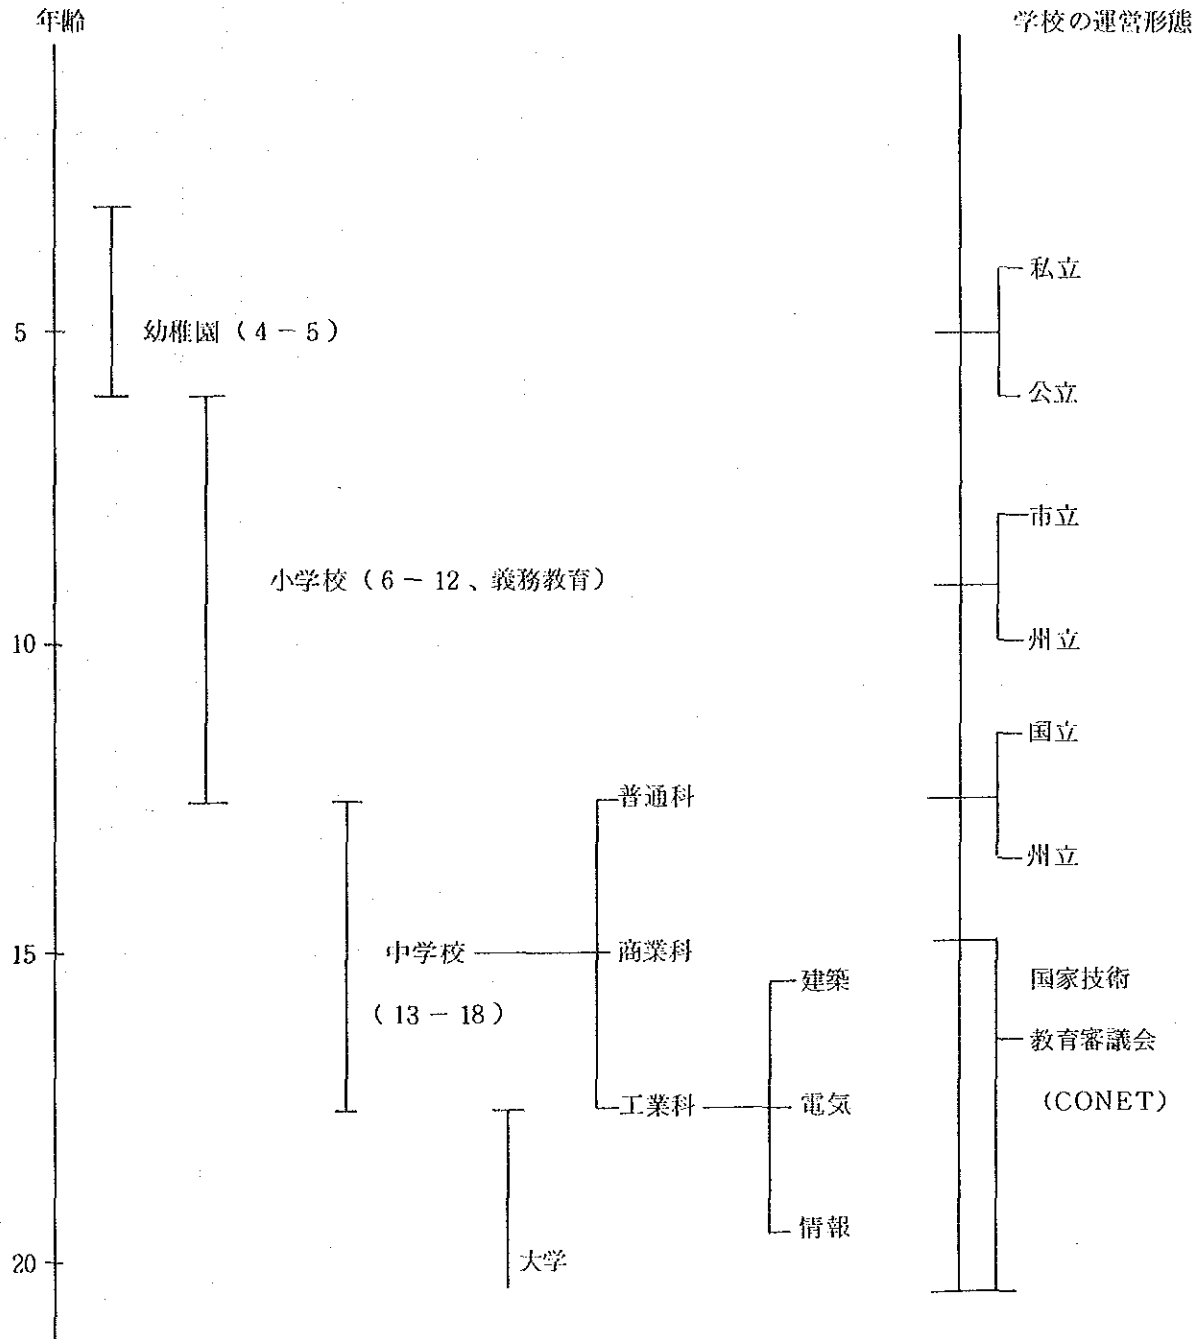 年齢
学校の運営形態
私立
5
幼稚園(4-5)
公立
市立
小学校(6-12、義務教育)
10
州立
国立
普通科
州立
15
中学校
商業科
建築
国家技術
(13-18)
教育審議会
工業科
電気
(CONET)
情報
20
大学